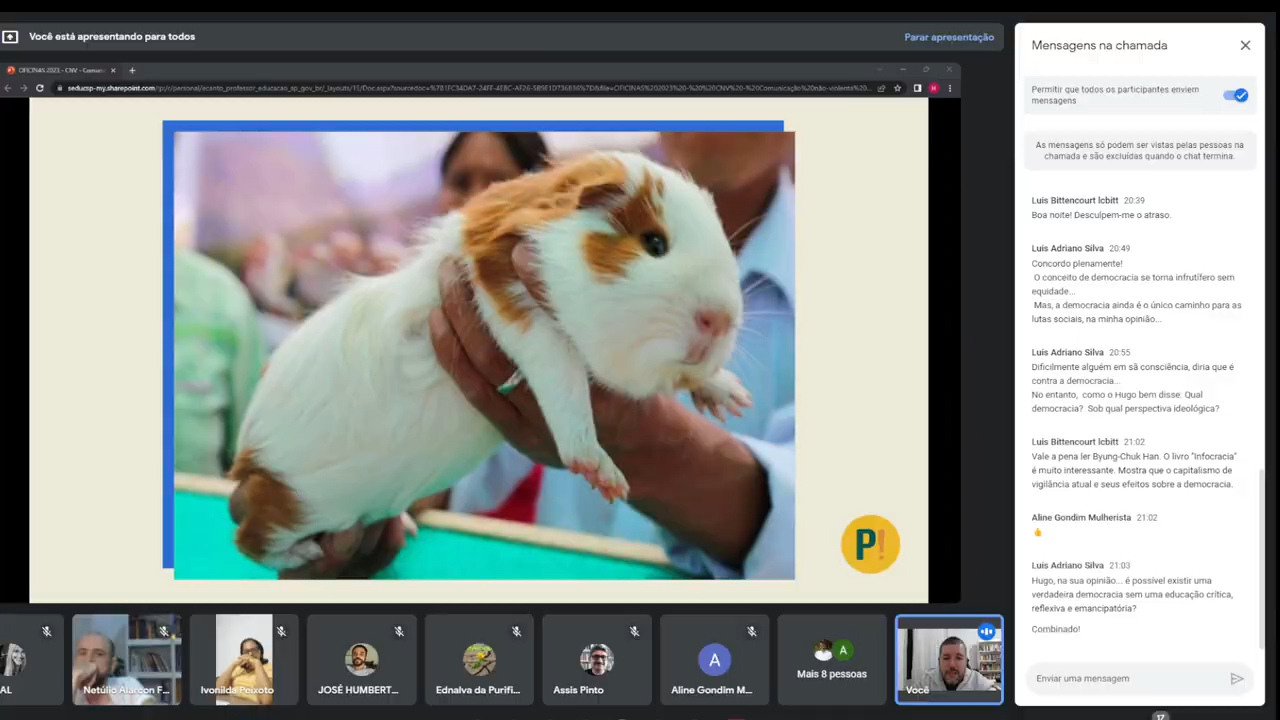 Você está apresentando para todos
Parar apresentação
OFICINAS 2023 - CNV - Comun
Mensagens na chamada
Permitir que todos os participantes enviem
mensagens
As mensagens só podem ser vistas pelas pessoas na
chamada e são excluídas quando o chat termina.
Luis Bittencourt lcbitt 20:39
Boa noite! Desculpem-me o atraso.
Luis Adriano Silva 20:49
Concordo plenamente!
O conceito de democracia se torna infrutífero sem
equidade...
Mas, a democracia ainda é o único caminho para as
lutas sociais, na minha opinião...
Luis Adriano Silva 20:55
Dificilmente alguém em sã consciência, diria que é
contra a democracia...
No entanto, como o Hugo bem disse: Qual
democracia? Sob qual perspectiva ideológica?
Luis Bittencourt lcbitt 21:02
Vale a pena ler Byung-Chuk Han. O livro "Infocracia"
é muito interessante. Mostra que o capitalismo de
vigilância atual e seus efeitos sobre a democracia.
Aline Gondim Mulherista 21:02
Luis Adriano Silva 21:03
Hugo, na sua opinião... é possível existir uma
verdadeira democracia sem uma educação crítica,
reflexiva e emancipatória?
Combinado!
Enviar uma mensagem
P!
AL
Netúlio Alarcon F...
Ivonilda Peixoto
JOSÉ HUMBERT...
Ednalva da Purifi...
Assis Pinto
A
Aline Gondim M...
A
Mais 8 pessoas
Você
17